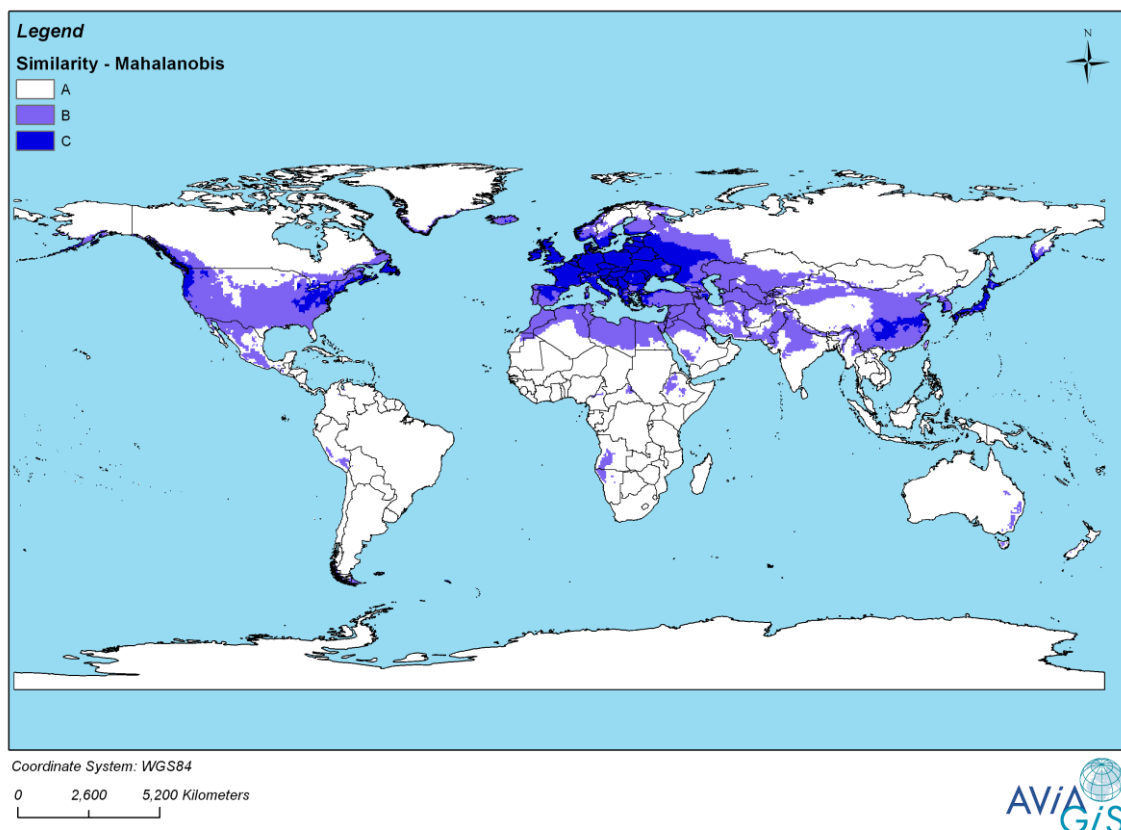 Legend
Similarity - Mahalanobis
A
B
C
N
Coordinate System: WGS84
0 2,600 5,200 Kilometers
AViA
GiS